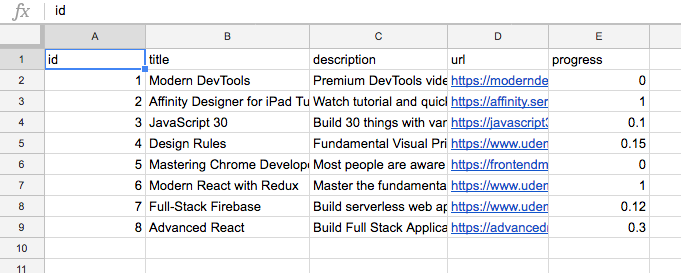 fx id
A B C D E
1 id title description url progress
2 1 Modern DevTools Premium DevTools vide https://modernde 0
3 2 Affinity Designer for iPad Tu Watch tutorial and quick https://affinity.ser 1
4 3 JavaScript 30 Build 30 things with var https://javascript3 0.1
5 4 Design Rules Fundamental Visual Pri https://www.uden 0.15
6 5 Mastering Chrome Develope Most people are aware https://frontendm 0
7 6 Modern React with Redux Master the fundamenta https://www.uden 1
8 7 Full-Stack Firebase Build serverless web ap https://www.uden 0.12
9 8 Advanced React Build Full Stack Applica https://advancedr 0.3
10
11